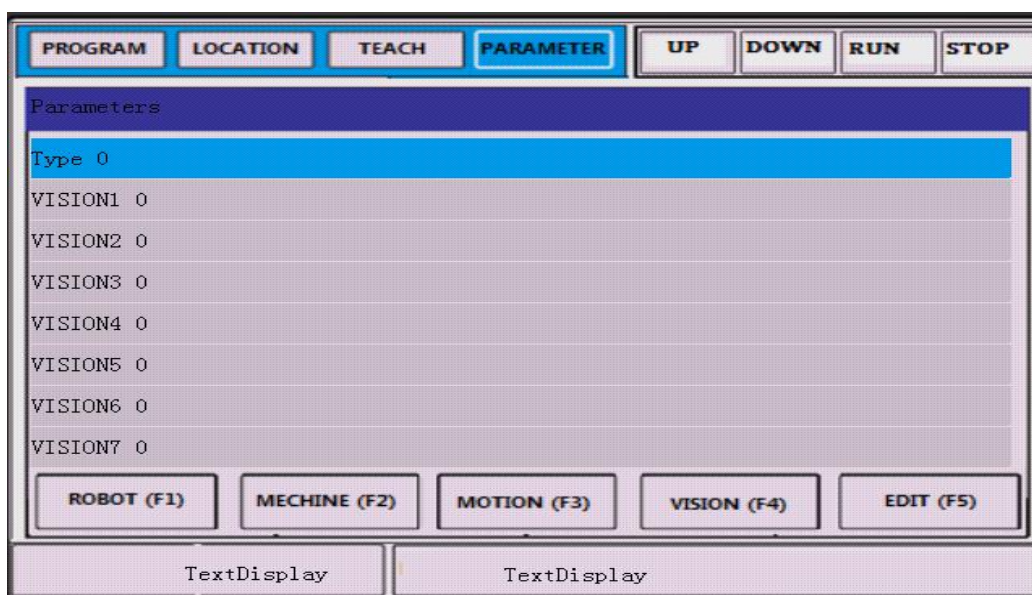 PROGRAM LOCATION TEACH PARAMETER UP DOWN RUN STOP
Parameters
Type 0
VISION1 0
VISION2 0
VISION3 0
VISION4 0
VISION5 0
VISION6 0
VISION7 0
ROBOT (F1) MECHINE (F2) MOTION (F3) VISION (F4) EDIT (F5)
TextDisplay TextDisplay